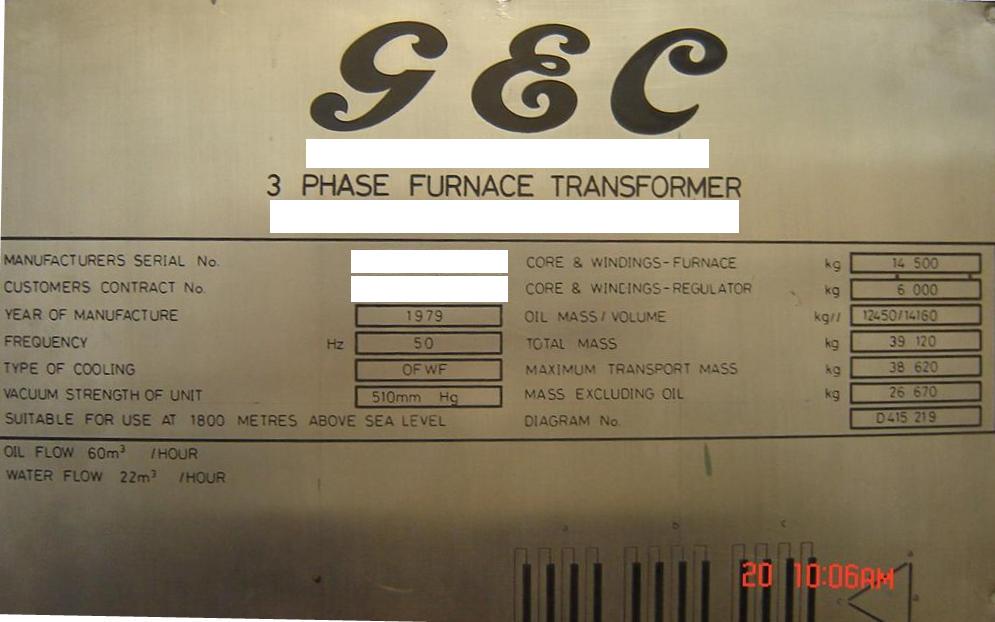 GEC
3 PHASE FURNACE TRANSFORMER
MANUFACTURERS SERIAL No.
CUSTOMERS CONTRACT No.
YEAR OF MANUFACTURE 1979
FREQUENCY Hz 50
TYPE OF COOLING OFWF
VACUUM STRENGTH OF UNIT 510mm Hg
SUITABLE FOR USE AT 1800 METRES ABOVE SEA LEVEL
CORE & WINDINGS-FURNACE kg 14 500
CORE & WINDINGS-REGULATOR kg 6 000
OIL MASS/VOLUME kg/l 12450/14160
TOTAL MASS kg 39 120
MAXIMUM TRANSPORT MASS kg 38 620
MASS EXCLUDING OIL kg 26 670
DIAGRAM No. D415 219
OIL FLOW 60m³ /HOUR
WATER FLOW 22m³ /HOUR
a b c
20 10:06AM
a
c a